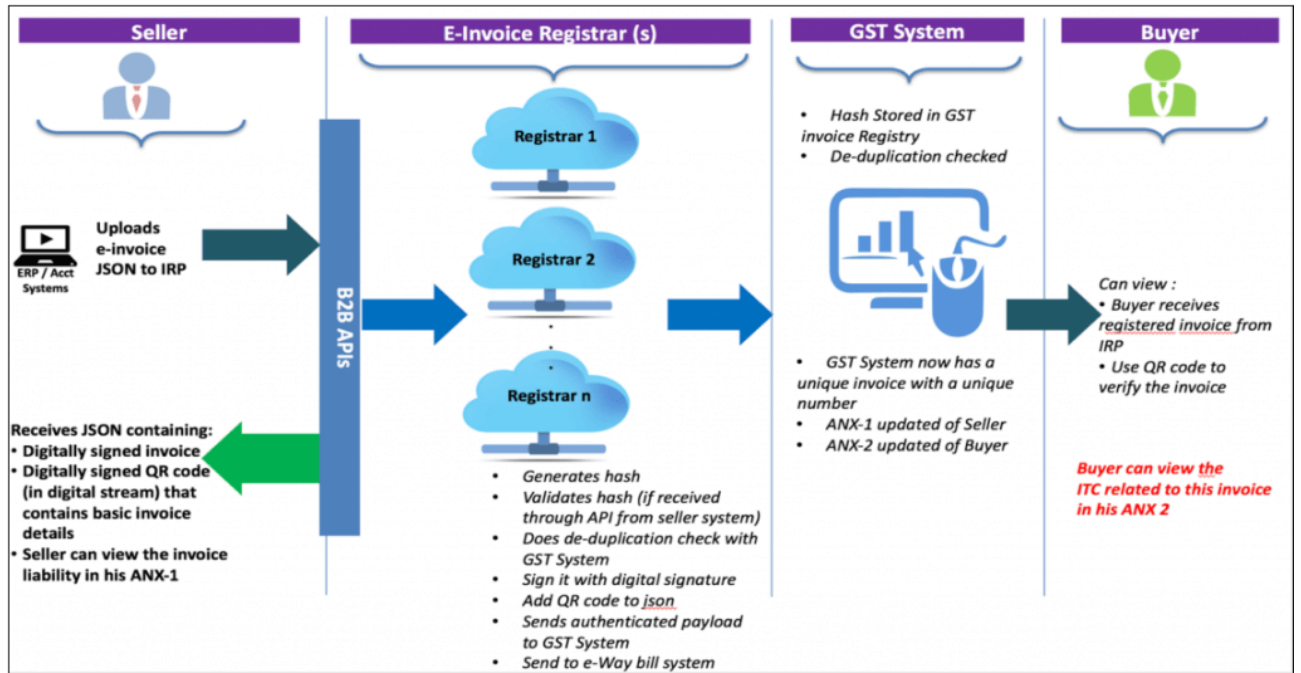 Seller
ERP / Acct
Systems
Uploads
e-invoice
JSON to IRP
Receives JSON containing:
• Digitally signed invoice
• Digitally signed QR code
(in digital stream) that
contains basic invoice
details
• Seller can view the invoice
liability in his ANX-1
B2B APIs
E-Invoice Registrar (s)
Registrar 1
Registrar 2
.
.
.
.
Registrar n
• Generates hash
• Validates hash (if received
through API from seller system)
• Does de-duplication check with
GST System
• Sign it with digital signature
• Add QR code to json
• Sends authenticated payload
to GST System
• Send to e-Way bill system
GST System
• Hash Stored in GST
invoice Registry
• De-duplication checked
• GST System now has a
unique invoice with a unique
number
• ANX-1 updated of Seller
• ANX-2 updated of Buyer
Buyer
Can view :
• Buyer receives
registered invoice from
IRP
• Use QR code to
verify the invoice
Buyer can view the
ITC related to this invoice
in his ANX 2